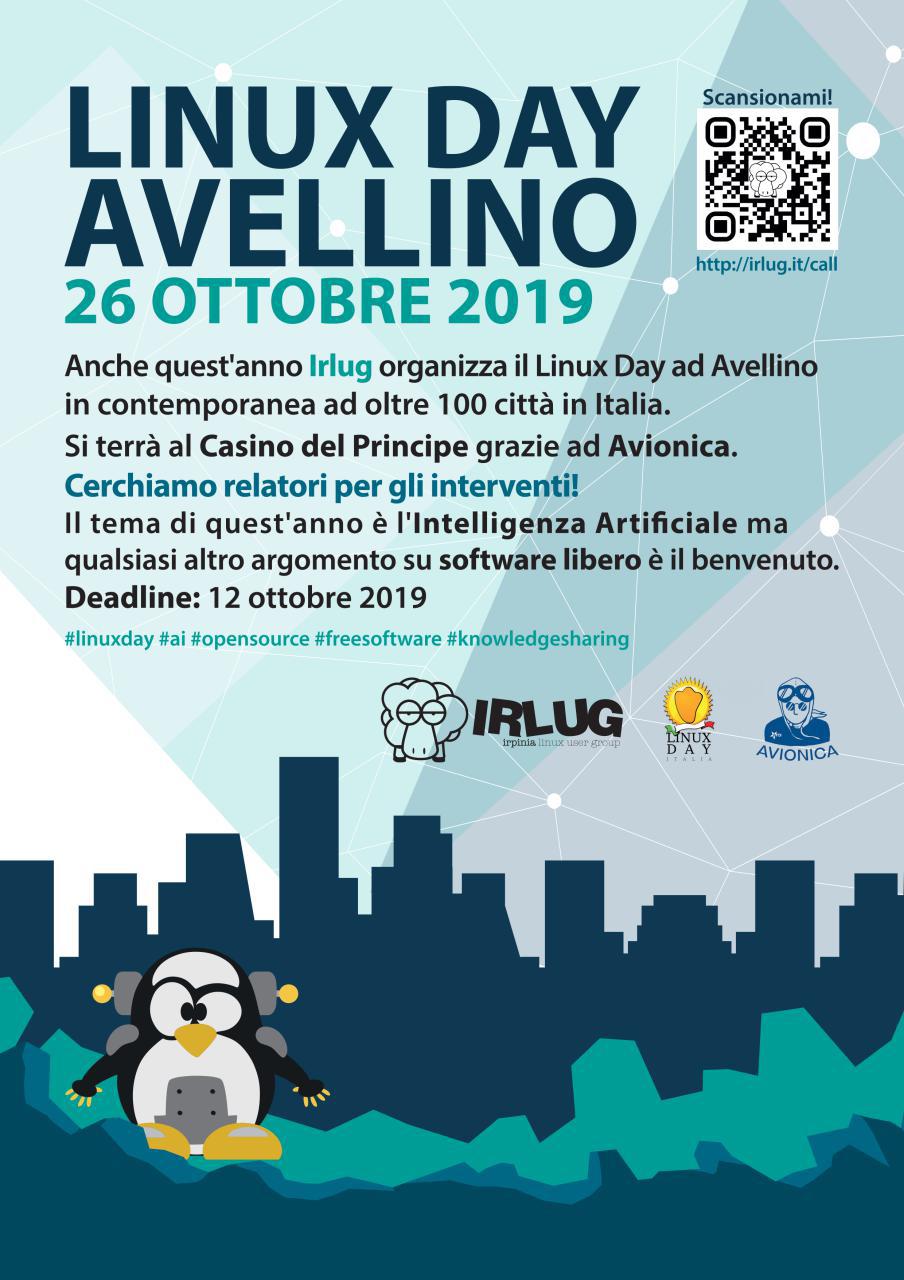 LINUX DAY
AVELLINO
26 OTTOBRE 2019
Scansionami!
http://irlug.it/call
Anche quest'anno Irlug organizza il Linux Day ad Avellino
in contemporanea ad oltre 100 città in Italia.
Si terrà al Casino del Principe grazie ad Avionica.
Cerchiamo relatori per gli interventi!
Il tema di quest'anno è l'Intelligenza Artificiale ma
qualsiasi altro argomento su software libero è il benvenuto.
Deadline: 12 ottobre 2019
#linuxday #ai #opensource #freesoftware #knowledgesharing
IRLUG
irpinia linux user group
LINUX
DAY
ITALIA
AVIONICA